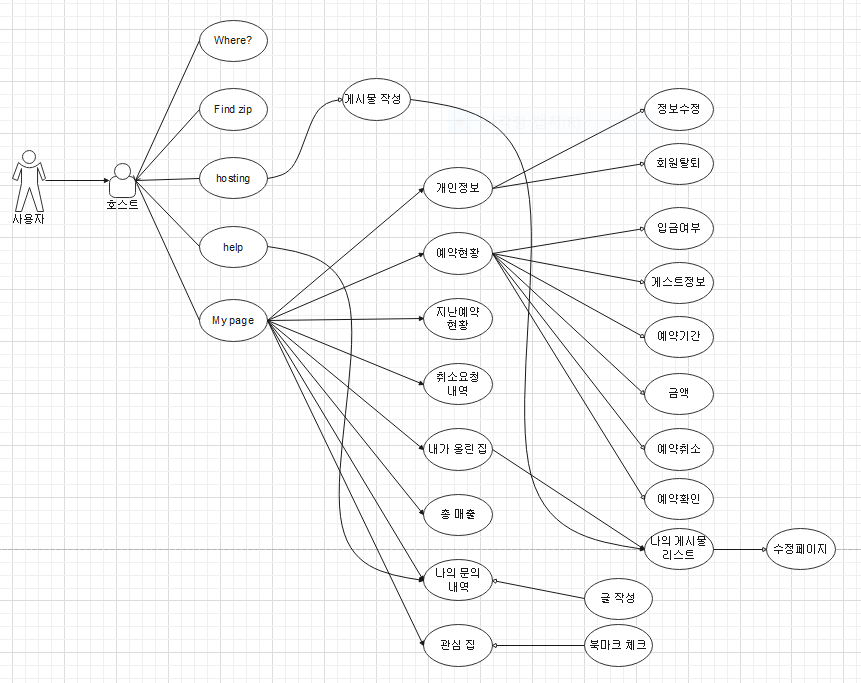 Where?
Find zip
hosting
help
My page
사용자
호스트
게시물 작성
개인정보
예약현황
지난예약
현황
취소요청
내역
내가 올린 집
총 매출
나의 문의
내역
관심 집
정보수정
회원탈퇴
입금여부
게스트정보
예약기간
금액
예약취소
예약확인
나의 게시물
리스트
수정페이지
글 작성
북마크 체크